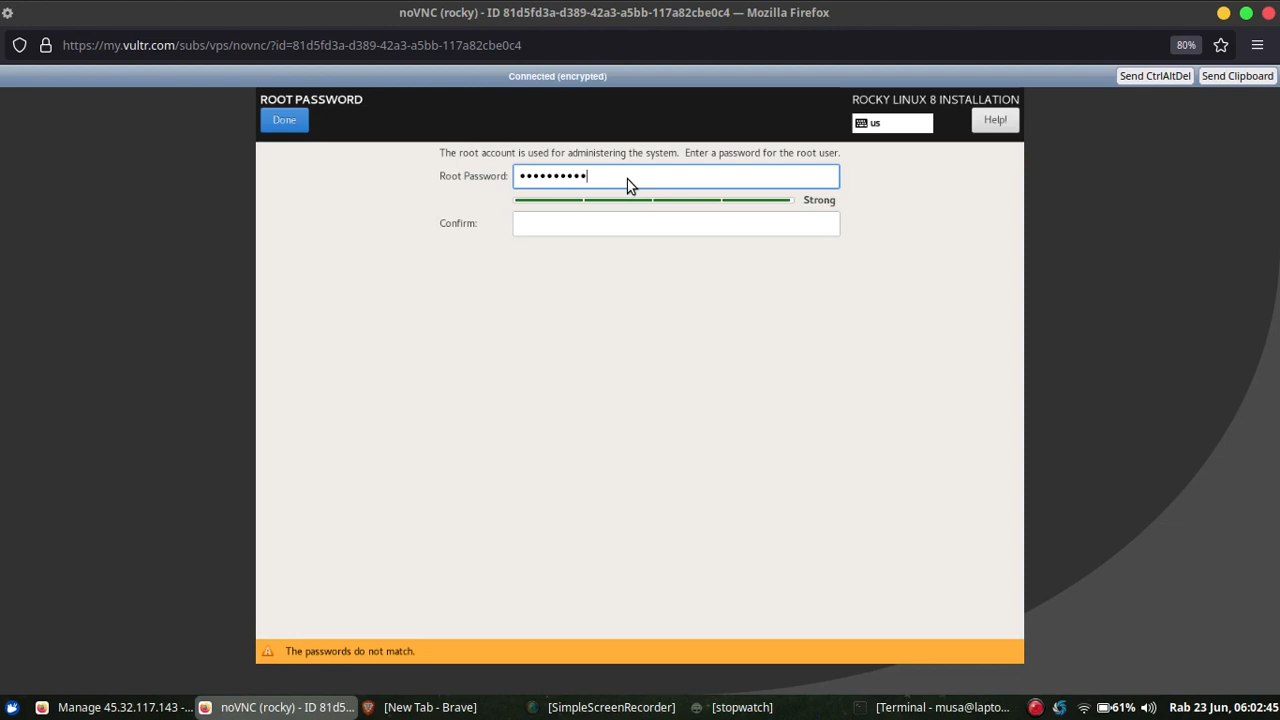 noVNC (rocky) - ID 81d5fd3a-d389-42a3-a5bb-117a82cbe0c4 — Mozilla Firefox
https://my.vultr.com/subs/vps/novnc/?id=81d5fd3a-d389-42a3-a5bb-117a82cbe0c4
80%
Connected (encrypted)
Send CtrlAltDel
Send Clipboard
ROOT PASSWORD
ROCKY LINUX 8 INSTALLATION
Done
us
Help!
The root account is used for administering the system. Enter a password for the root user.
Root Password:
••••••••••
Strong
Confirm:
The passwords do not match.
Manage 45.32.117.143 -...
noVNC (rocky) - ID 81d5...
[New Tab - Brave]
[SimpleScreenRecorder]
[stopwatch]
[Terminal - musa@lapto...
61%
Rab 23 Jun, 06:02:45